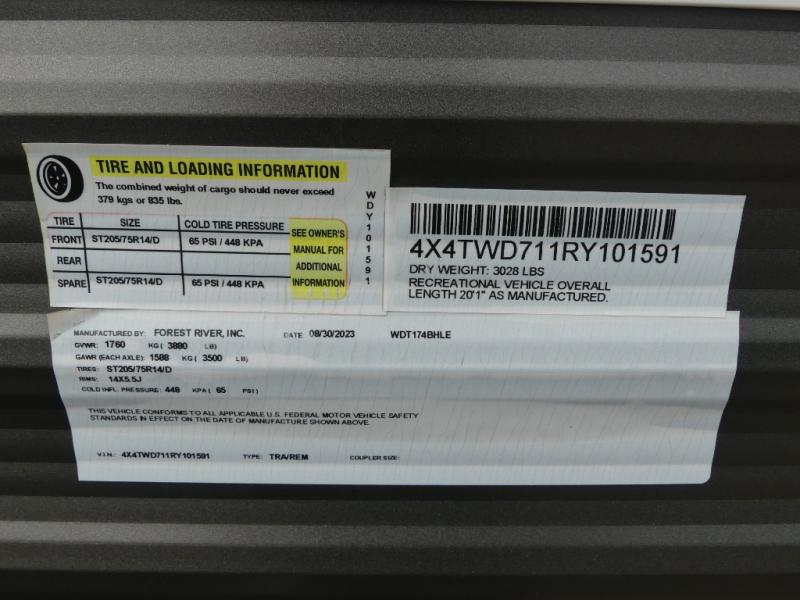 TIRE AND LOADING INFORMATION
The combined weight of cargo should never exceed
379 kgs or 835 lbs.
TIRE SIZE COLD TIRE PRESSURE
FRONT ST205/75R14/D 65 PSI / 448 KPA
REAR
SPARE ST205/75R14/D 65 PSI / 448 KPA
SEE OWNER'S
MANUAL FOR
ADDITIONAL
INFORMATION
WDY101591
4X4TWD711RY101591
DRY WEIGHT: 3028 LBS
RECREATIONAL VEHICLE OVERALL
LENGTH 20'1" AS MANUFACTURED.
MANUFACTURED BY: FOREST RIVER, INC. DATE: 08/30/2023 WDT174BHLE
GVWR: 1760 KG ( 3880 LB)
GAWR (EACH AXLE): 1588 KG ( 3500 LB)
TIRES: ST205/75R14/D
RIMS: 14X5.5J
COLD INFL. PRESSURE: 448 KPA ( 65 PSI)
THIS VEHICLE CONFORMS TO ALL APPLICABLE U.S. FEDERAL MOTOR VEHICLE SAFETY
STANDARDS IN EFFECT ON THE DATE OF MANUFACTURE SHOWN ABOVE.
V.I.N.: 4X4TWD711RY101591 TYPE: TRA/REM COUPLER SIZE: